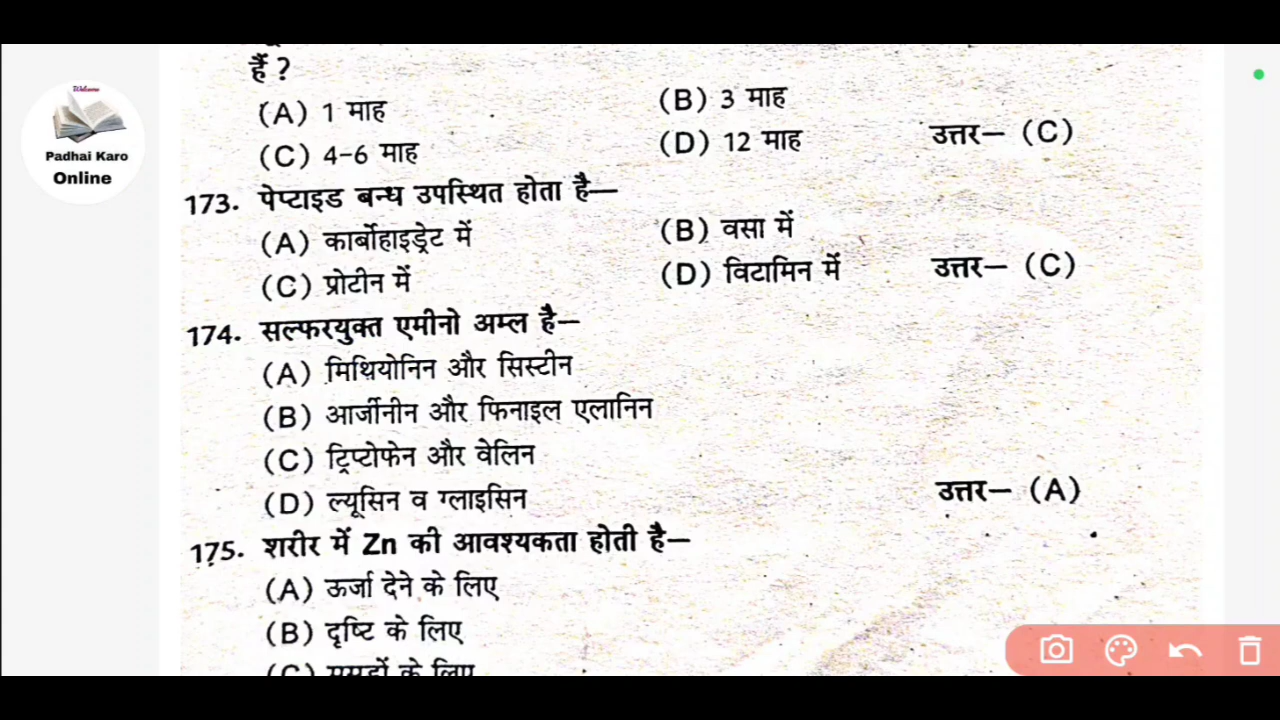 Welcome
Padhai Karo
Online
हैं ?
(A) 1 माह
(B) 3 माह
(C) 4-6 माह
(D) 12 माह
उत्तर– (C)
173. पेप्टाइड बन्ध उपस्थित होता है–
(A) कार्बोहाइड्रेट में
(B) वसा में
(C) प्रोटीन में
(D) विटामिन में
उत्तर– (C)
174. सल्फरयुक्त एमीनो अम्ल है–
(A) मिथियोनिन और सिस्टीन
(B) आर्जीनीन और फिनाइल एलानिन
(C) ट्रिप्टोफेन और वेलिन
(D) ल्यूसिन व ग्लाइसिन
उत्तर– (A)
175. शरीर में Zn की आवश्यकता होती है–
(A) ऊर्जा देने के लिए
(B) दृष्टि के लिए
(C) मसूड़ों के लिए